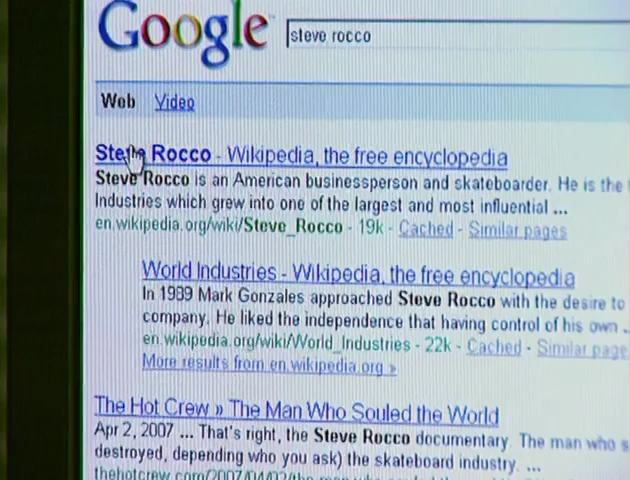 Google
steve rocco
Web Video
Steve Rocco - Wikipedia, the free encyclopedia
Steve Rocco is an American businessperson and skateboarder. He is the
Industries which grew into one of the largest and most influential ...
en.wikipedia.org/wiki/Steve_Rocco - 19k - Cached - Similar pages
World Industries - Wikipedia, the free encyclopedia
In 1989 Mark Gonzales approached Steve Rocco with the desire to
company. He liked the independence that having control of his own
en.wikipedia.org/wiki/World_Industries - 22k - Cached - Similar page
More results from en.wikipedia.org »
The Hot Crew » The Man Who Souled the World
Apr 2, 2007 ... That's right, the Steve Rocco documentary. The man who s
destroyed, depending who you ask) the skateboard industry. ...